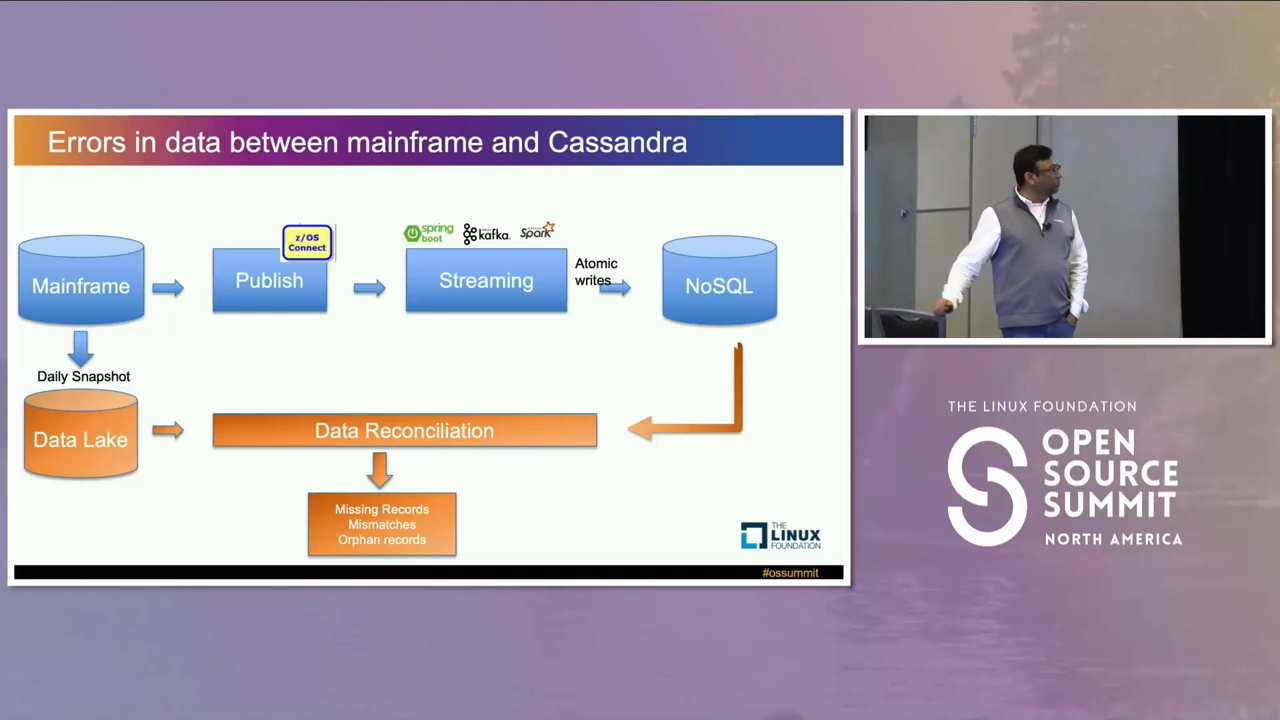 Errors in data between mainframe and Cassandra
z/OS
Connect
spring
boot
kafka.
Spark
Mainframe
Publish
Streaming
Atomic
writes
NoSQL
Daily Snapshot
Data Lake
Data Reconciliation
Missing Records
Mismatches
Orphan records
THE
LINUX
FOUNDATION
#ossummit
THE LINUX FOUNDATION
OPEN
SOURCE
SUMMIT
NORTH AMERICA